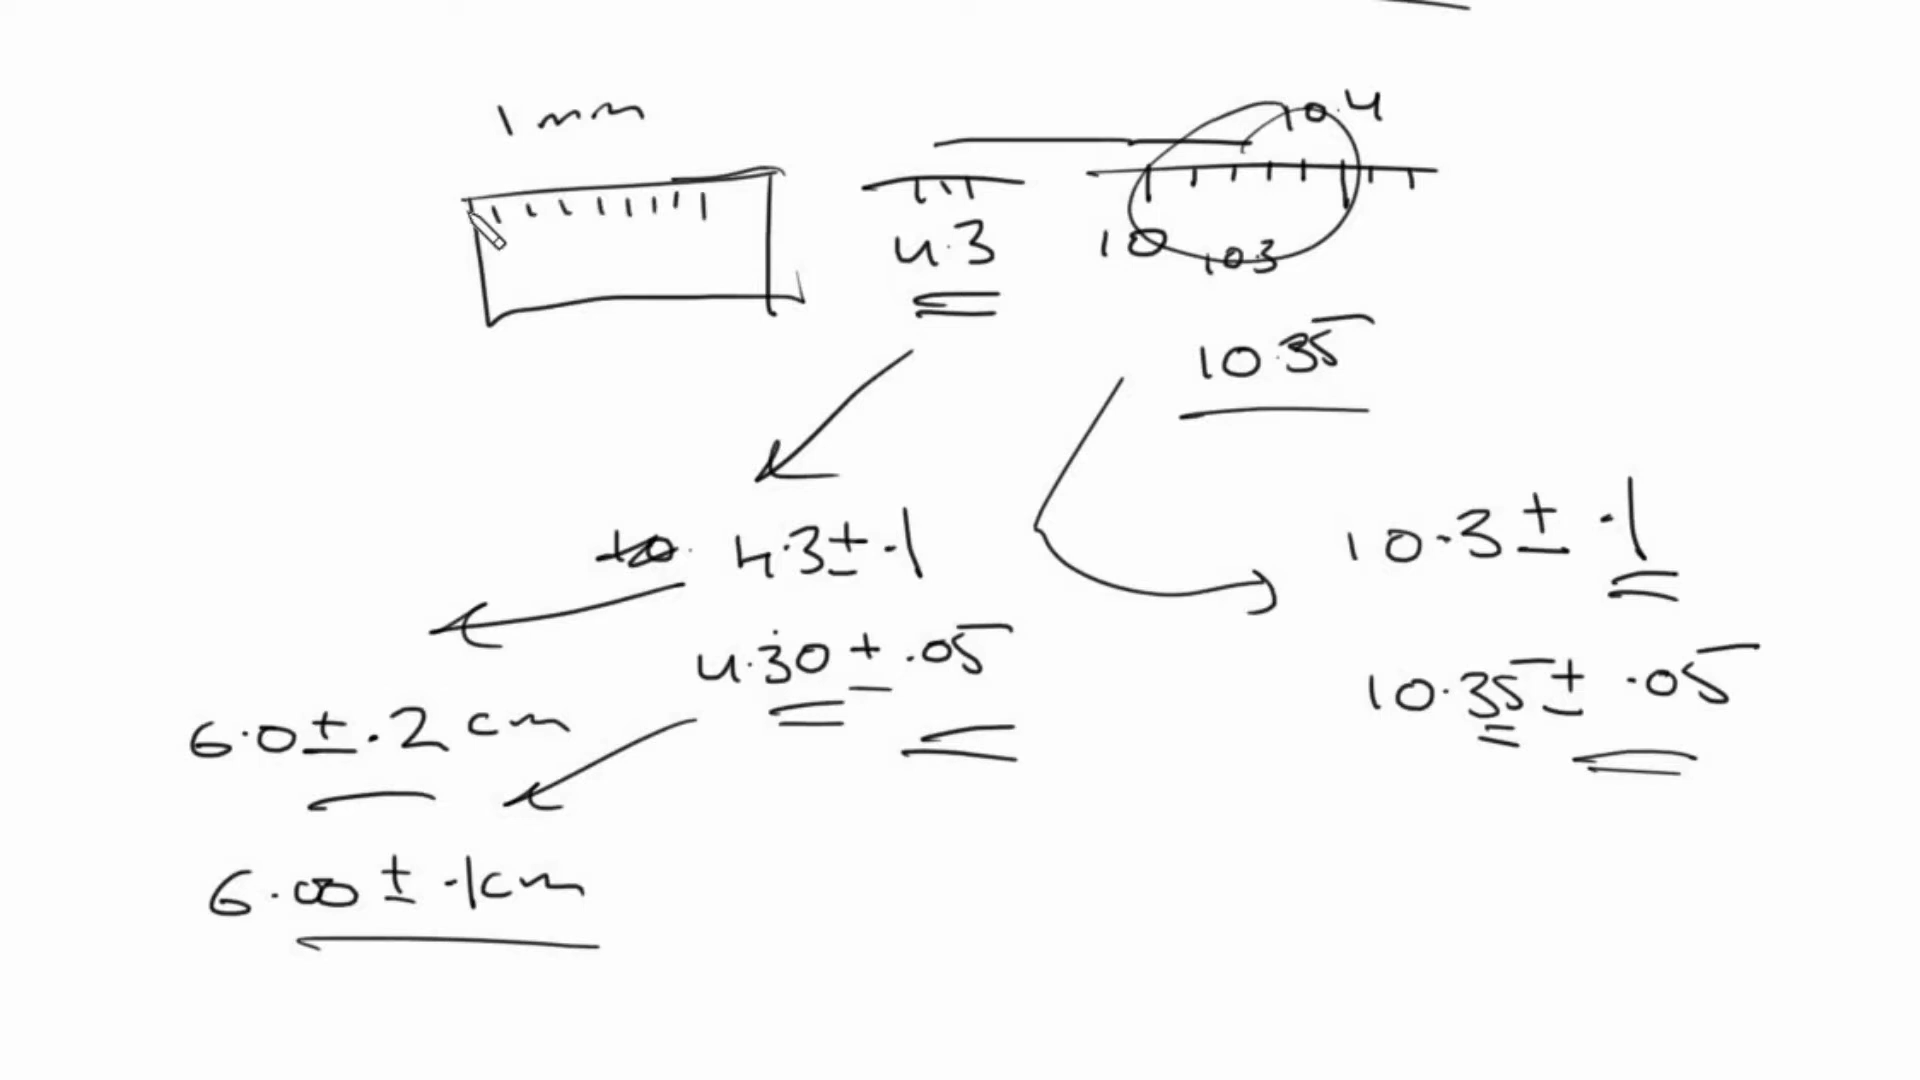 1 mm
10.4
4.3
10
10.3
10.35
4.3 ± .1
10.3 ± .1
4.30 ± .05
10.35 ± .05
6.0 ± .2 cm
6.00 ± .1 cm